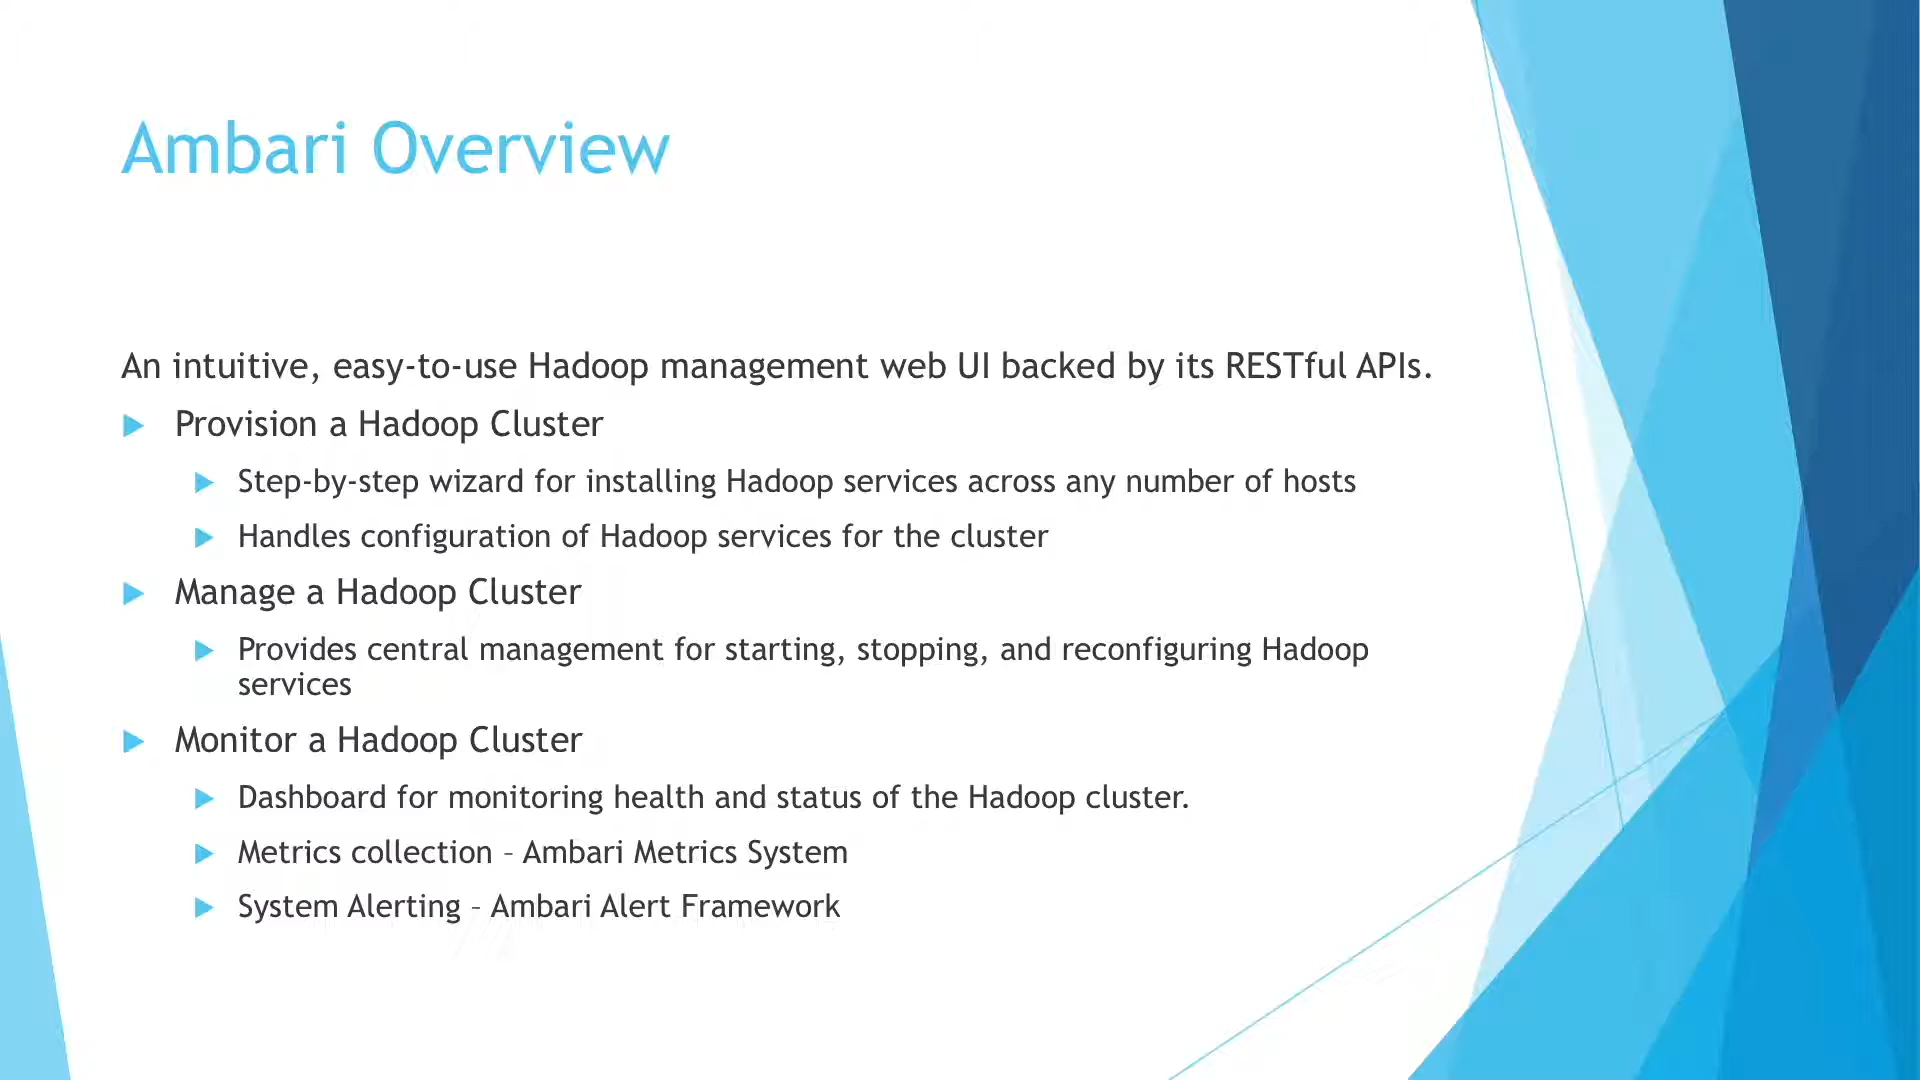 Ambari Overview
An intuitive, easy-to-use Hadoop management web UI backed by its RESTful APIs.
Provision a Hadoop Cluster
Step-by-step wizard for installing Hadoop services across any number of hosts
Handles configuration of Hadoop services for the cluster
Manage a Hadoop Cluster
Provides central management for starting, stopping, and reconfiguring Hadoop
services
Monitor a Hadoop Cluster
Dashboard for monitoring health and status of the Hadoop cluster.
Metrics collection – Ambari Metrics System
System Alerting – Ambari Alert Framework